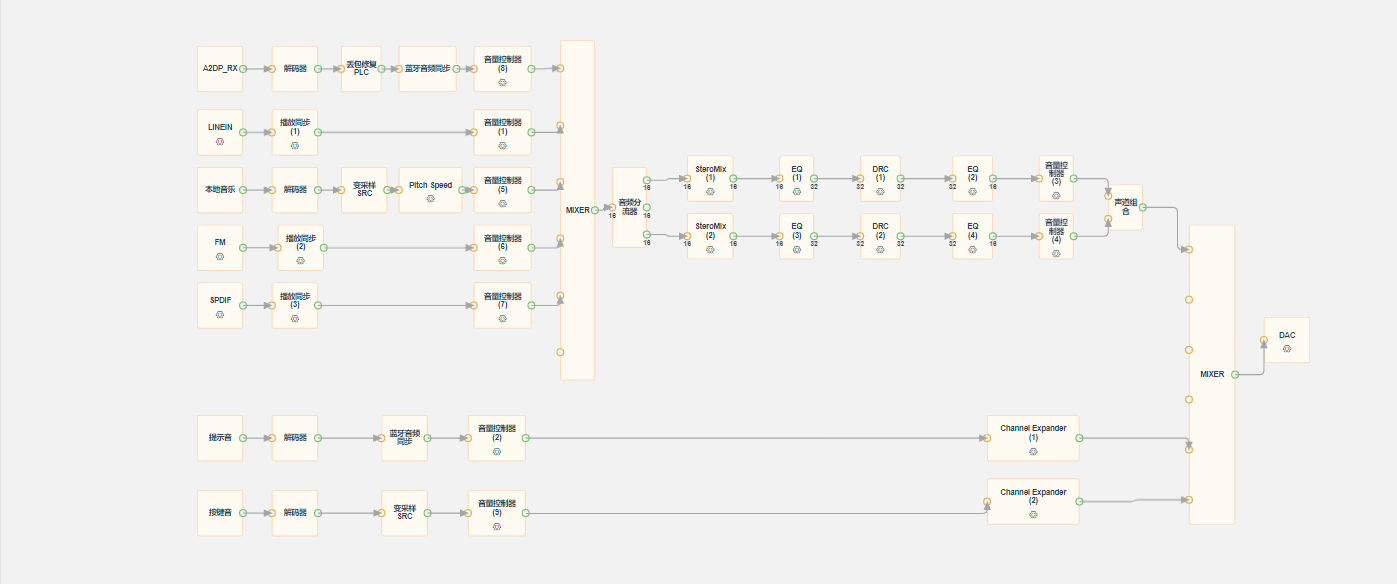 A2DP_RX
解码器
丢包修复
PLC
蓝牙音频同步
音量控制器
(8)
LINEIN
播放同步
(1)
音量控制器
(1)
本地音乐
解码器
变采样
SRC
Pitch Speed
音量控制器
(5)
FM
播放同步
(2)
音量控制器
(6)
SPDIF
播放同步
(3)
音量控制器
(7)
MIXER
16
音频分
流器
16
16
16
16
SteroMix
(1)
16
16
EQ
(1)
32
32
DRC
(1)
32
32
EQ
(2)
16
16
音量控
制器
(3)
16
SteroMix
(2)
16
16
EQ
(3)
32
32
DRC
(2)
32
32
EQ
(4)
16
16
音量控
制器
(4)
声道组
合
MIXER
DAC
提示音
解码器
蓝牙音频
同步
音量控制器
(2)
Channel Expander
(1)
按键音
解码器
变采样
SRC
音量控制器
(9)
Channel Expander
(2)